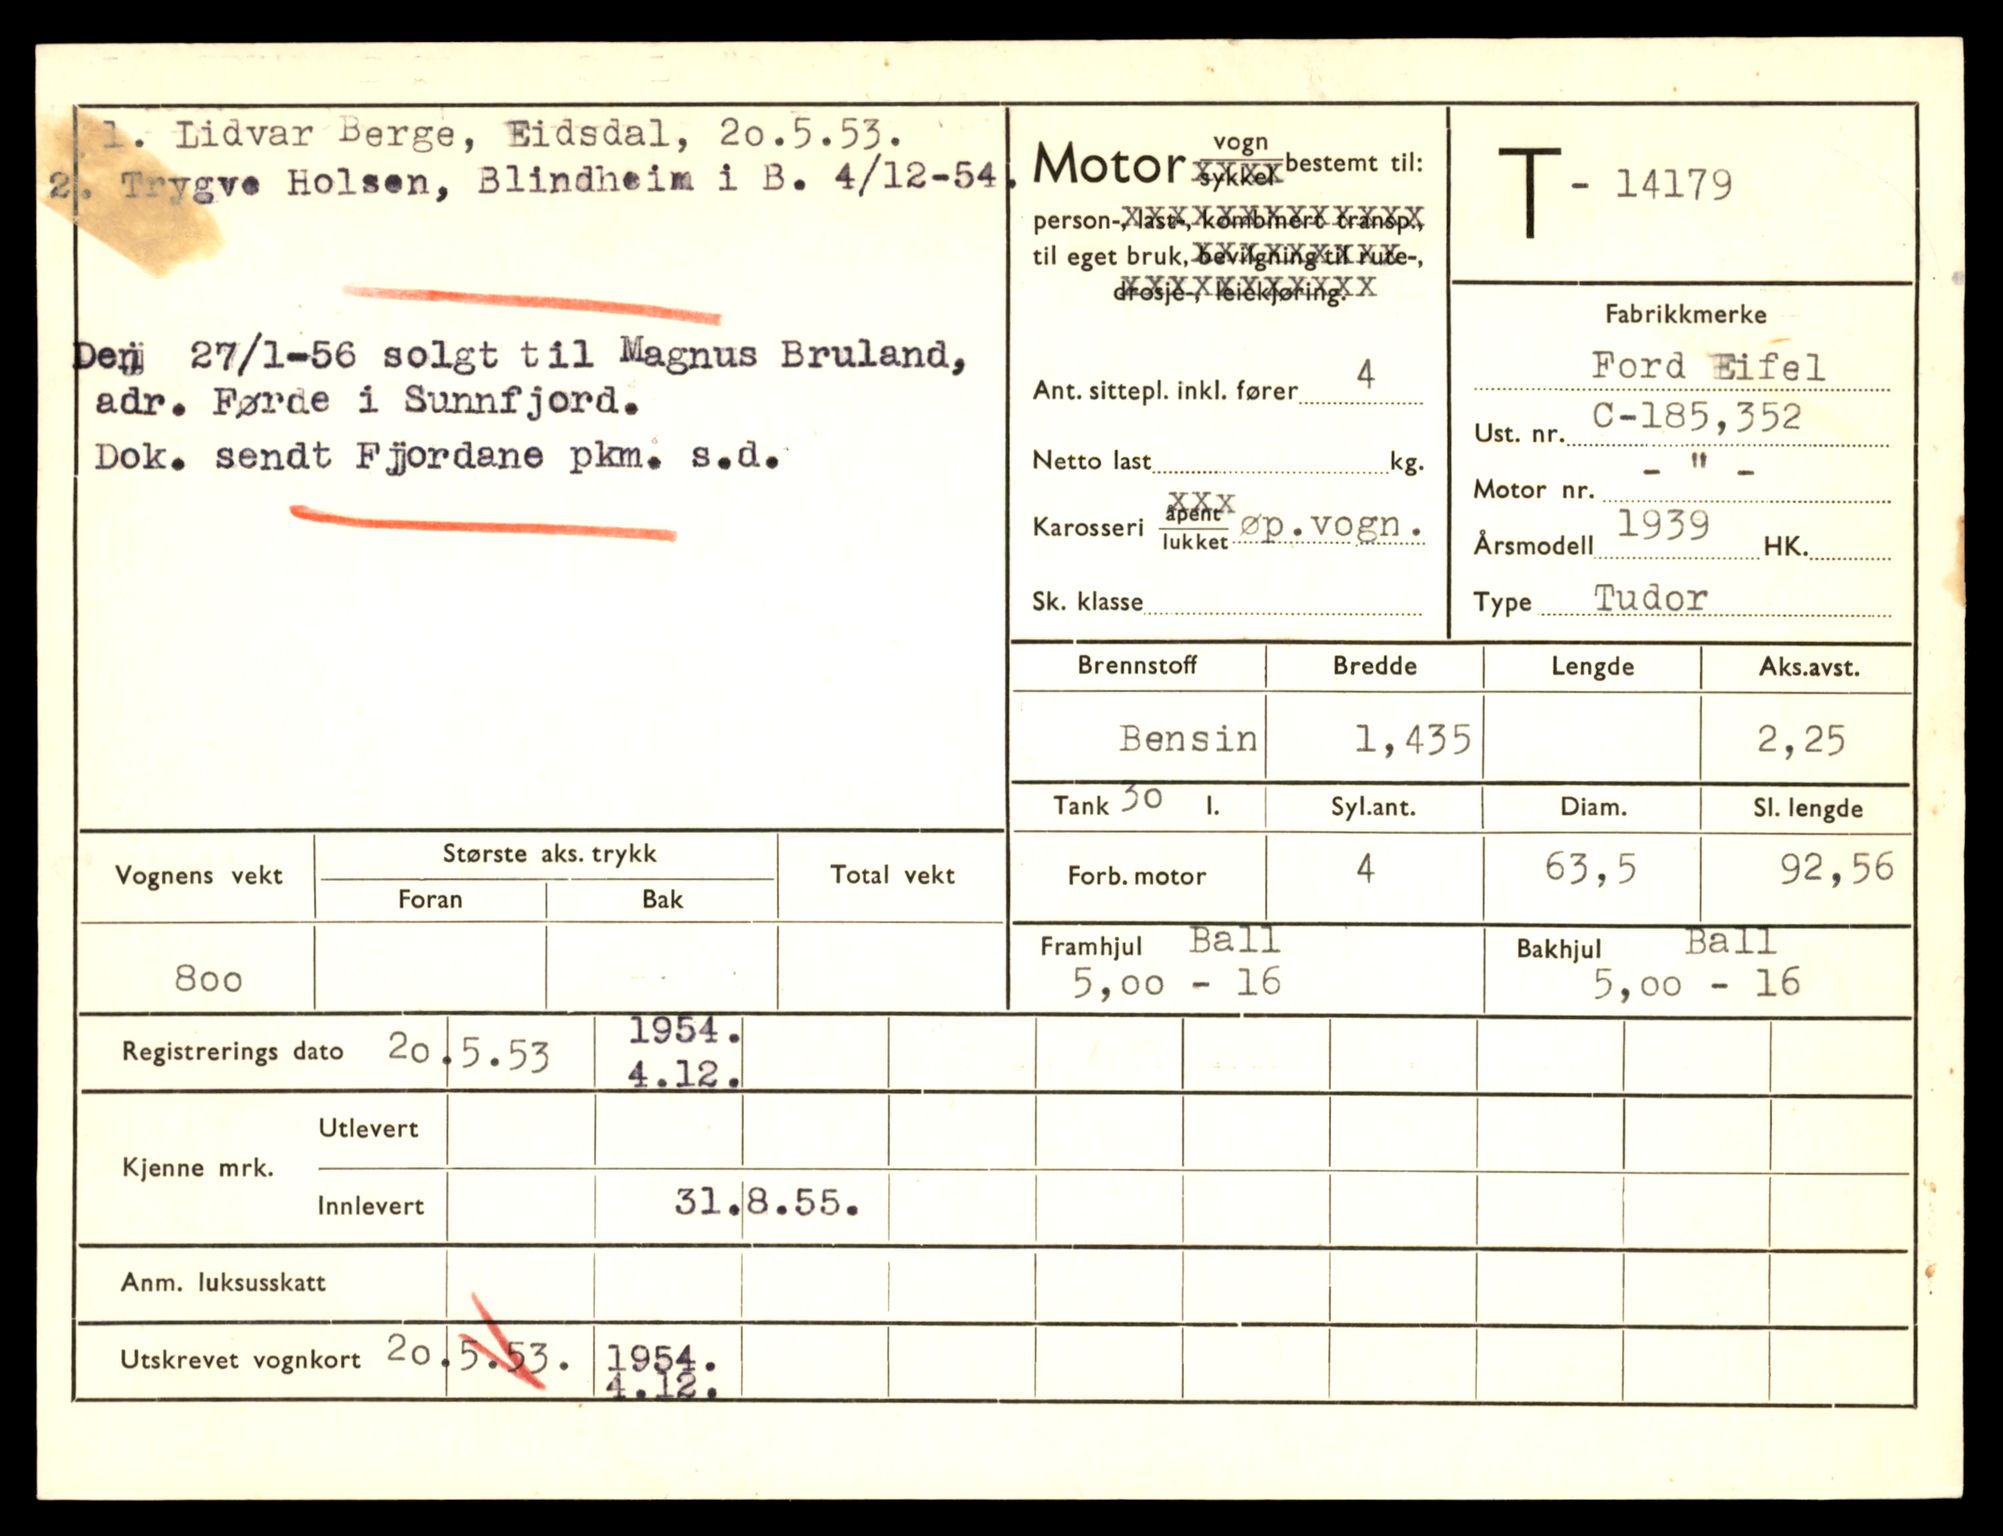 1. Lidvar Berge, Eidsdal, 20.5.53.
2. Trygve Holsen, Blindheim i B. 4/12-54.
Den 27/1-56 solgt til Magnus Bruland,
adr. Førde i Sunnfjord.
Dok. sendt Fjordane pkm. s.d.
Motor vogn sykkel bestemt til:
person-, last-, kombinert transp.,
til eget bruk, bevilgning til rute-,
drosje-, leiekjøring.
Ant. sittepl. inkl. fører 4
Netto last kg.
Karosseri åpent lukket øp.vogn.
Sk. klasse
T - 14179
Fabrikkmerke
Ford Eifel
Ust. nr. C-185,352
Motor nr. - " -
Årsmodell 1939 HK.
Type Tudor
Brennstoff Bredde Lengde Aks.avst.
Bensin 1,435 2,25
Tank 30 l. Syl.ant. Diam. Sl. lengde
Forb. motor 4 63,5 92,56
Framhjul Ball Bakhjul Ball
5,00 - 16 5,00 - 16
Vognens vekt Største aks. trykk Total vekt
Foran Bak
800
Registrerings dato 20.5.53 1954.
4.12.
Kjenne mrk. Utlevert
Innlevert 31.8.55.
Anm. luksusskatt
Utskrevet vognkort 20.5.53. 1954.
4.12.